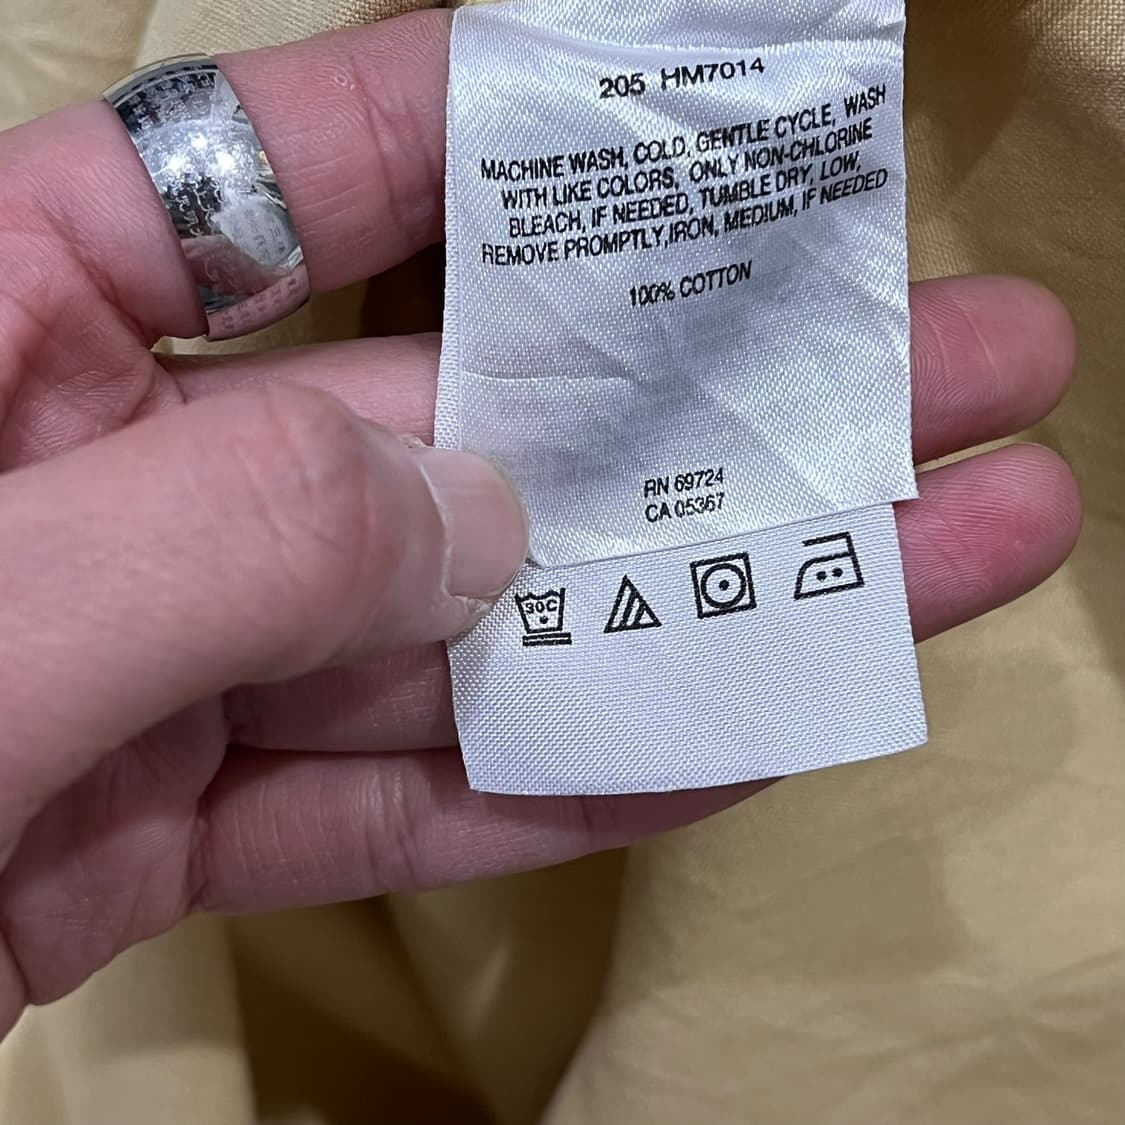 205 HM7014
MACHINE WASH, COLD, GENTLE CYCLE, WASH
WITH LIKE COLORS, ONLY NON-CHLORINE
BLEACH, IF NEEDED, TUMBLE DRY, LOW,
REMOVE PROMPTLY,IRON, MEDIUM, IF NEEDED
100% COTTON
RN 69724
CA 05367
30C